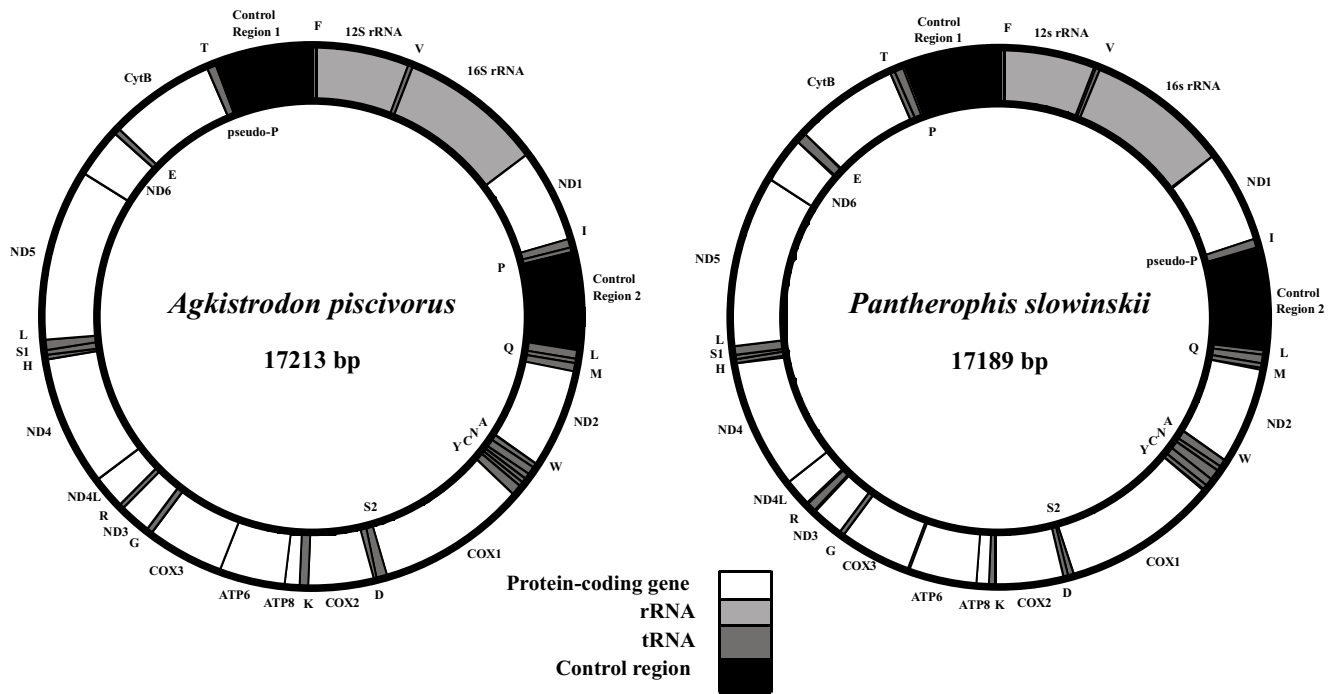 Control
Region 1
F
12S rRNA
V
16S rRNA
ND1
I
P
Control
Region 2
Q
L
M
ND2
A
N
C
Y
W
COX1
S2
D
COX2
K
ATP8
ATP6
COX3
G
ND3
R
ND4L
ND4
H
S1
L
ND5
ND6
E
CytB
T
pseudo-P
Agkistrodon piscivorus
17213 bp
Control
Region 1
F
12s rRNA
V
16s rRNA
ND1
I
pseudo-P
Control
Region 2
Q
L
M
ND2
A
N
C
Y
W
COX1
S2
D
COX2
K
ATP8
ATP6
COX3
G
ND3
R
ND4L
ND4
H
S1
L
ND5
ND6
E
CytB
T
P
Pantherophis slowinskii
17189 bp
Protein-coding gene
rRNA
tRNA
Control region